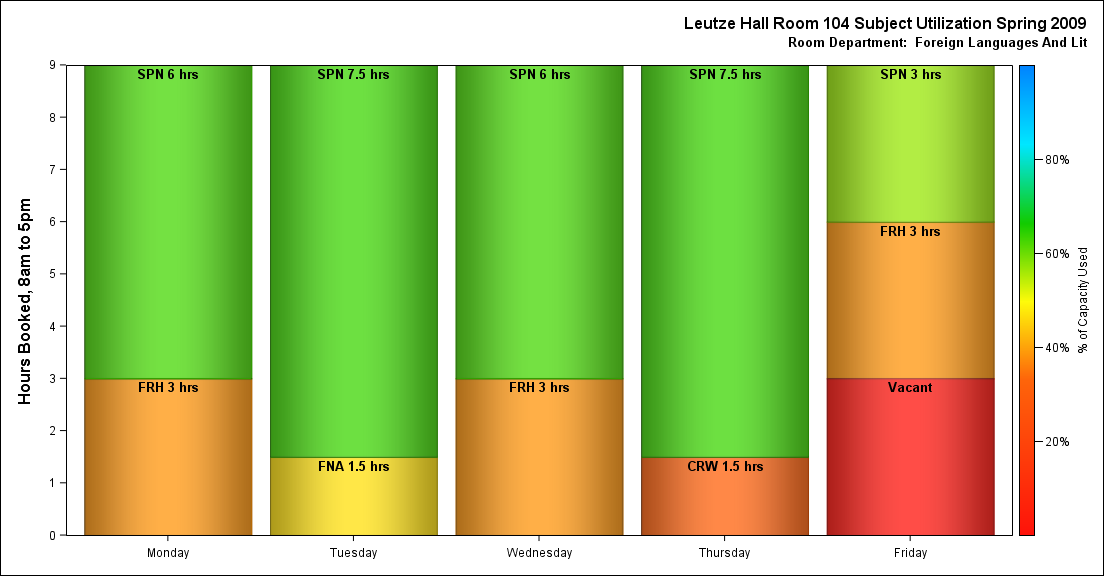 Leutze Hall Room 104 Subject Utilization Spring 2009
Room Department:  Foreign Languages And Lit
Hours Booked, 8am to 5pm
9
8
7
6
5
4
3
2
1
0
SPN 6 hrs
FRH 3 hrs
SPN 7.5 hrs
FNA 1.5 hrs
SPN 6 hrs
FRH 3 hrs
SPN 7.5 hrs
CRW 1.5 hrs
SPN 3 hrs
FRH 3 hrs
Vacant
Monday
Tuesday
Wednesday
Thursday
Friday
80%
60%
40%
20%
% of Capacity Used